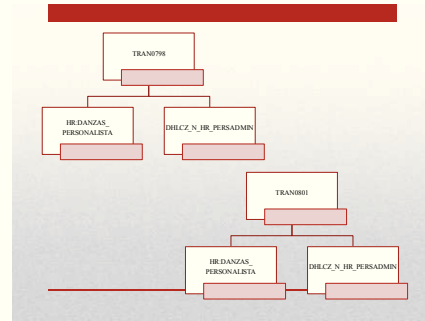 TRAN0798
HR:DANZAS_
PERSONALISTA
DHLCZ_N_HR_PERSADMIN
TRAN0801
HR:DANZAS_
PERSONALISTA
DHLCZ_N_HR_PERSADMIN